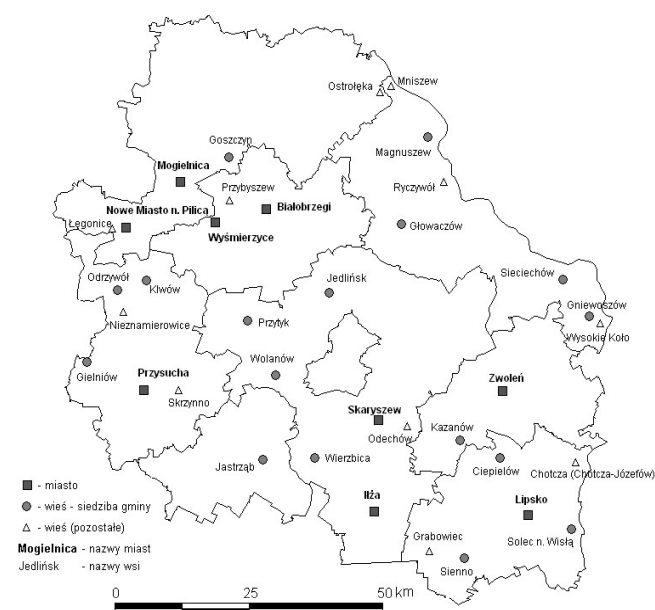 Ostrołęka
Mniszew
Goszczyn
Magnuszew
Mogielnica
Przybyszew
Ryczywół
Białobrzegi
Nowe Miasto n. Pilicą
Łęgonice
Wyśmierzyce
Głowaczów
Odrzywół
Klwów
Jedlińsk
Sieciechów
Gniewoszów
Nieznamierowice
Przytyk
Wysokie Koło
Wolanów
Gielniów
Przysucha
Zwoleń
Skrzynno
Skaryszew
Odechów
Kazanów
Jastrząb
Wierzbica
Ciepielów
Chotcza (Chotcza-Józefów)
- miasto
Iłża
Lipsko
- wieś - siedziba gminy
- wieś (pozostałe)
Grabowiec
Solec n. Wisłą
Mogielnica - nazwy miast
Jedlińsk - nazwy wsi
Sienno
0 25 50 km